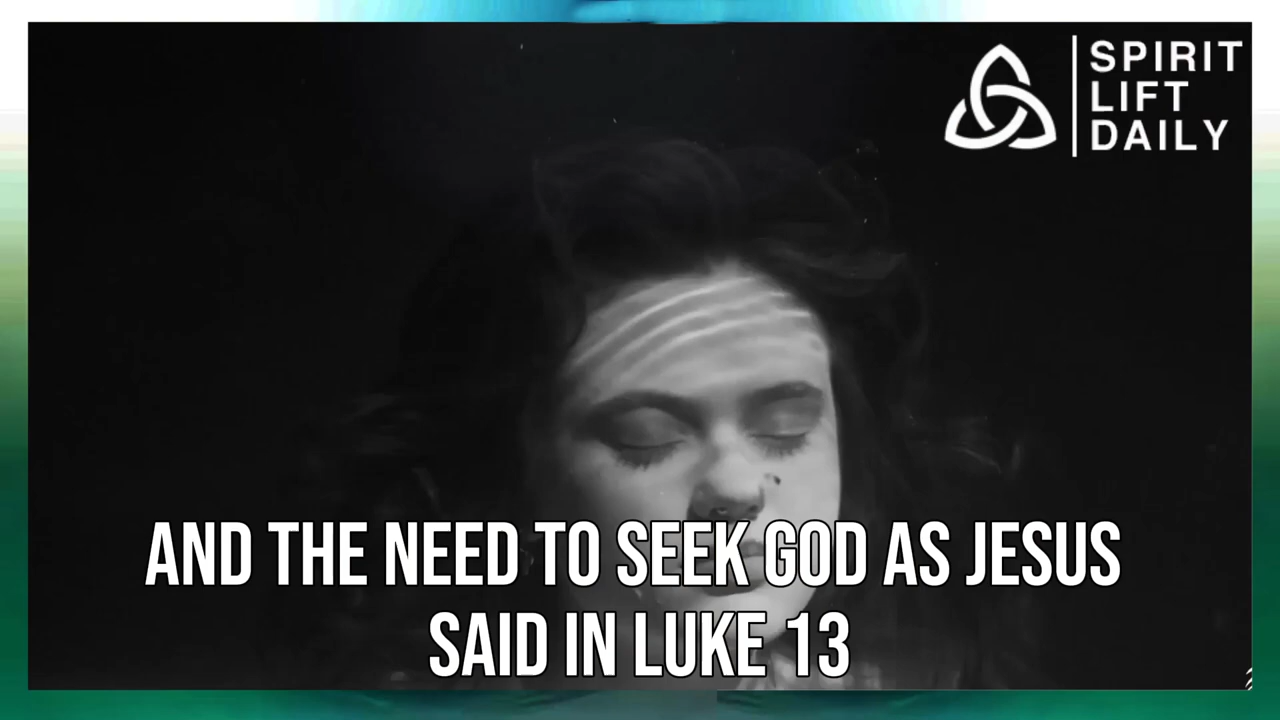 SPIRIT
LIFT
DAILY
AND THE NEED TO SEEK GOD AS JESUS
SAID IN LUKE 13